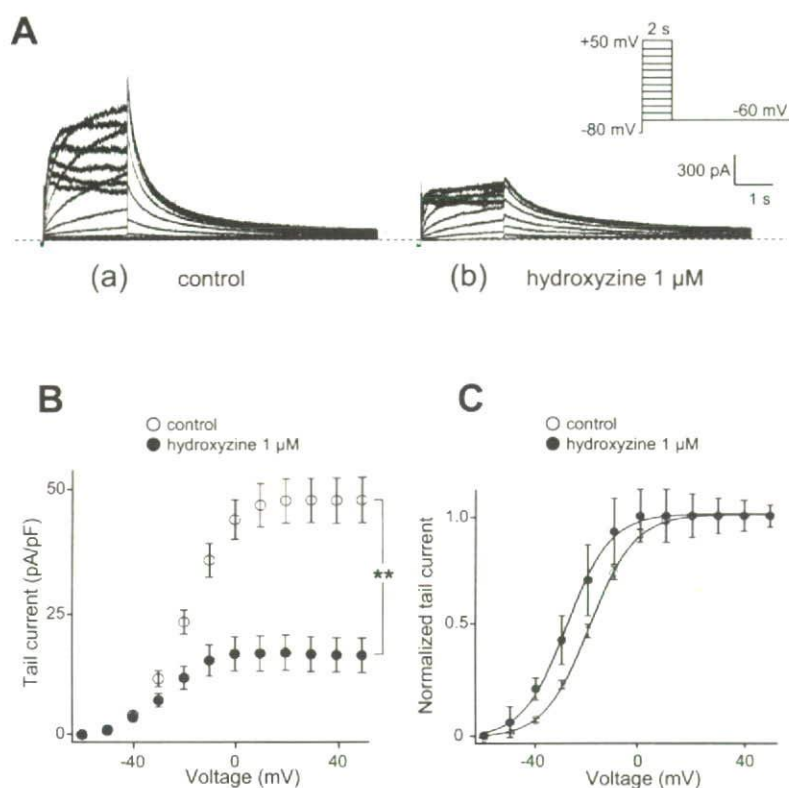 A
+50 mV
2 s
-60 mV
-80 mV
300 pA
1 s
(a) control
(b) hydroxyzine 1 µM
B
control
hydroxyzine 1 µM
50
25
0
Tail current (pA/pF)
**
-40 0 40
Voltage (mV)
C
control
hydroxyzine 1 µM
1.0
0.5
0
Normalized tail current
-40 0 40
Voltage (mV)